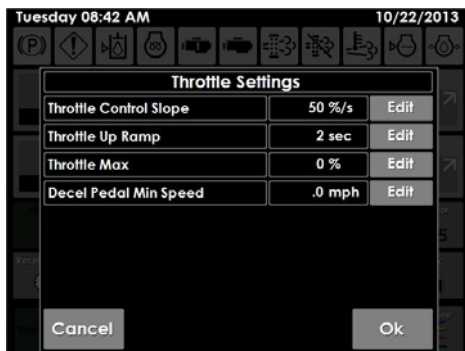 Tuesday 08:42 AM 10/22/2013
(P)
Throttle Settings
Throttle Control Slope 50 %/s Edit
Throttle Up Ramp 2 sec Edit
Throttle Max 0 % Edit
Decel Pedal Min Speed .0 mph Edit
Cancel Ok